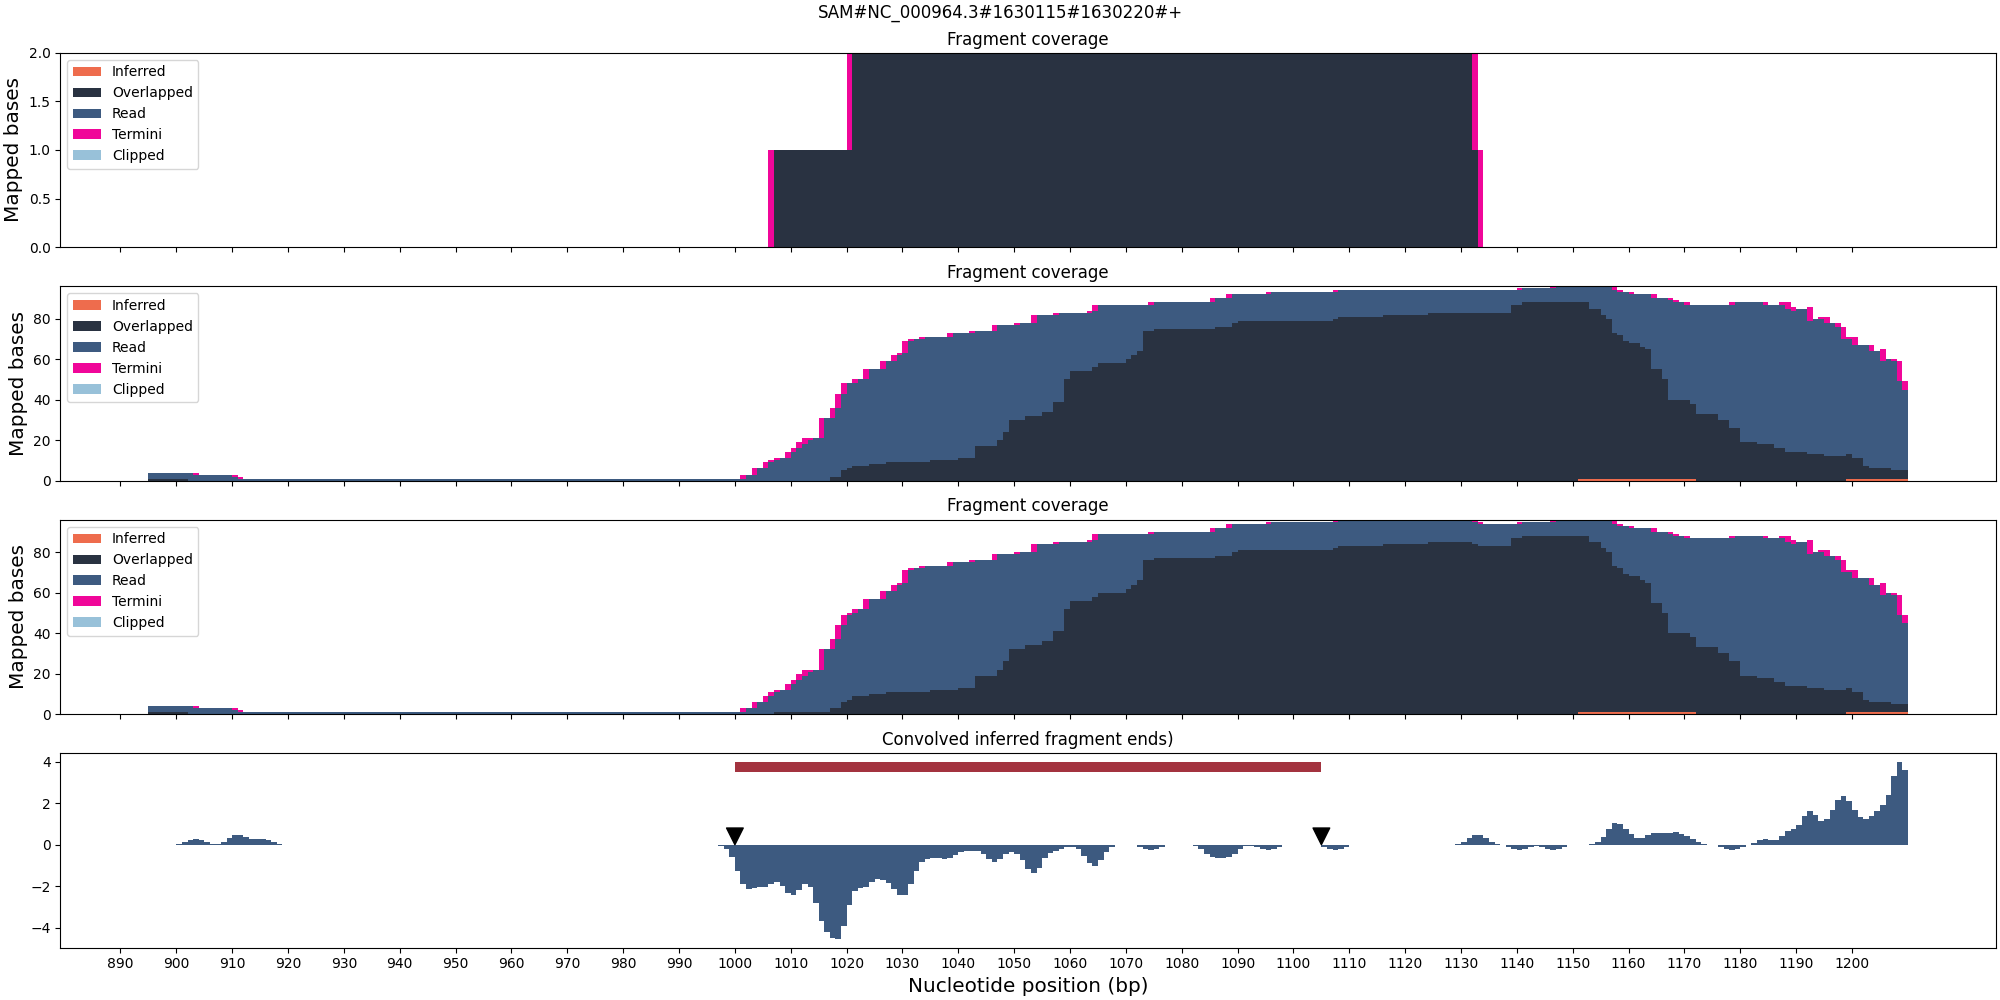 SAM#NC_000964.3#1630115#1630220#+
Fragment coverage
Mapped bases
2.0
1.5
1.0
0.5
0.0
Inferred
Overlapped
Read
Termini
Clipped
Fragment coverage
Mapped bases
80
60
40
20
0
Inferred
Overlapped
Read
Termini
Clipped
Fragment coverage
Mapped bases
80
60
40
20
0
Inferred
Overlapped
Read
Termini
Clipped
Convolved inferred fragment ends)
4
2
0
−2
−4
890 900 910 920 930 940 950 960 970 980 990 1000 1010 1020 1030 1040 1050 1060 1070 1080 1090 1100 1110 1120 1130 1140 1150 1160 1170 1180 1190 1200
Nucleotide position (bp)